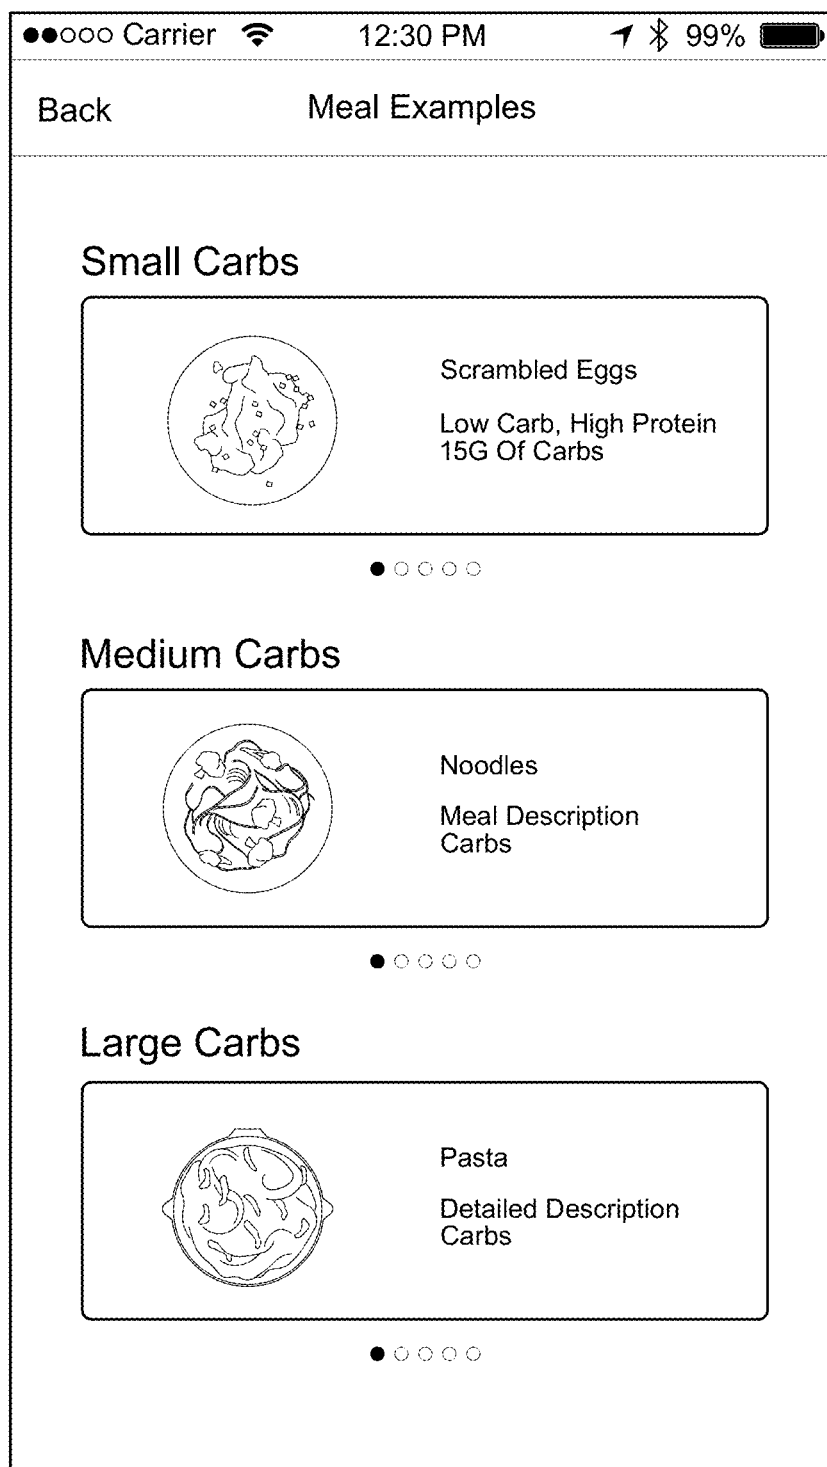 Carrier 12:30 PM 99%
Back Meal Examples
Small Carbs
Scrambled Eggs
Low Carb, High Protein
15G Of Carbs
Medium Carbs
Noodles
Meal Description
Carbs
Large Carbs
Pasta
Detailed Description
Carbs